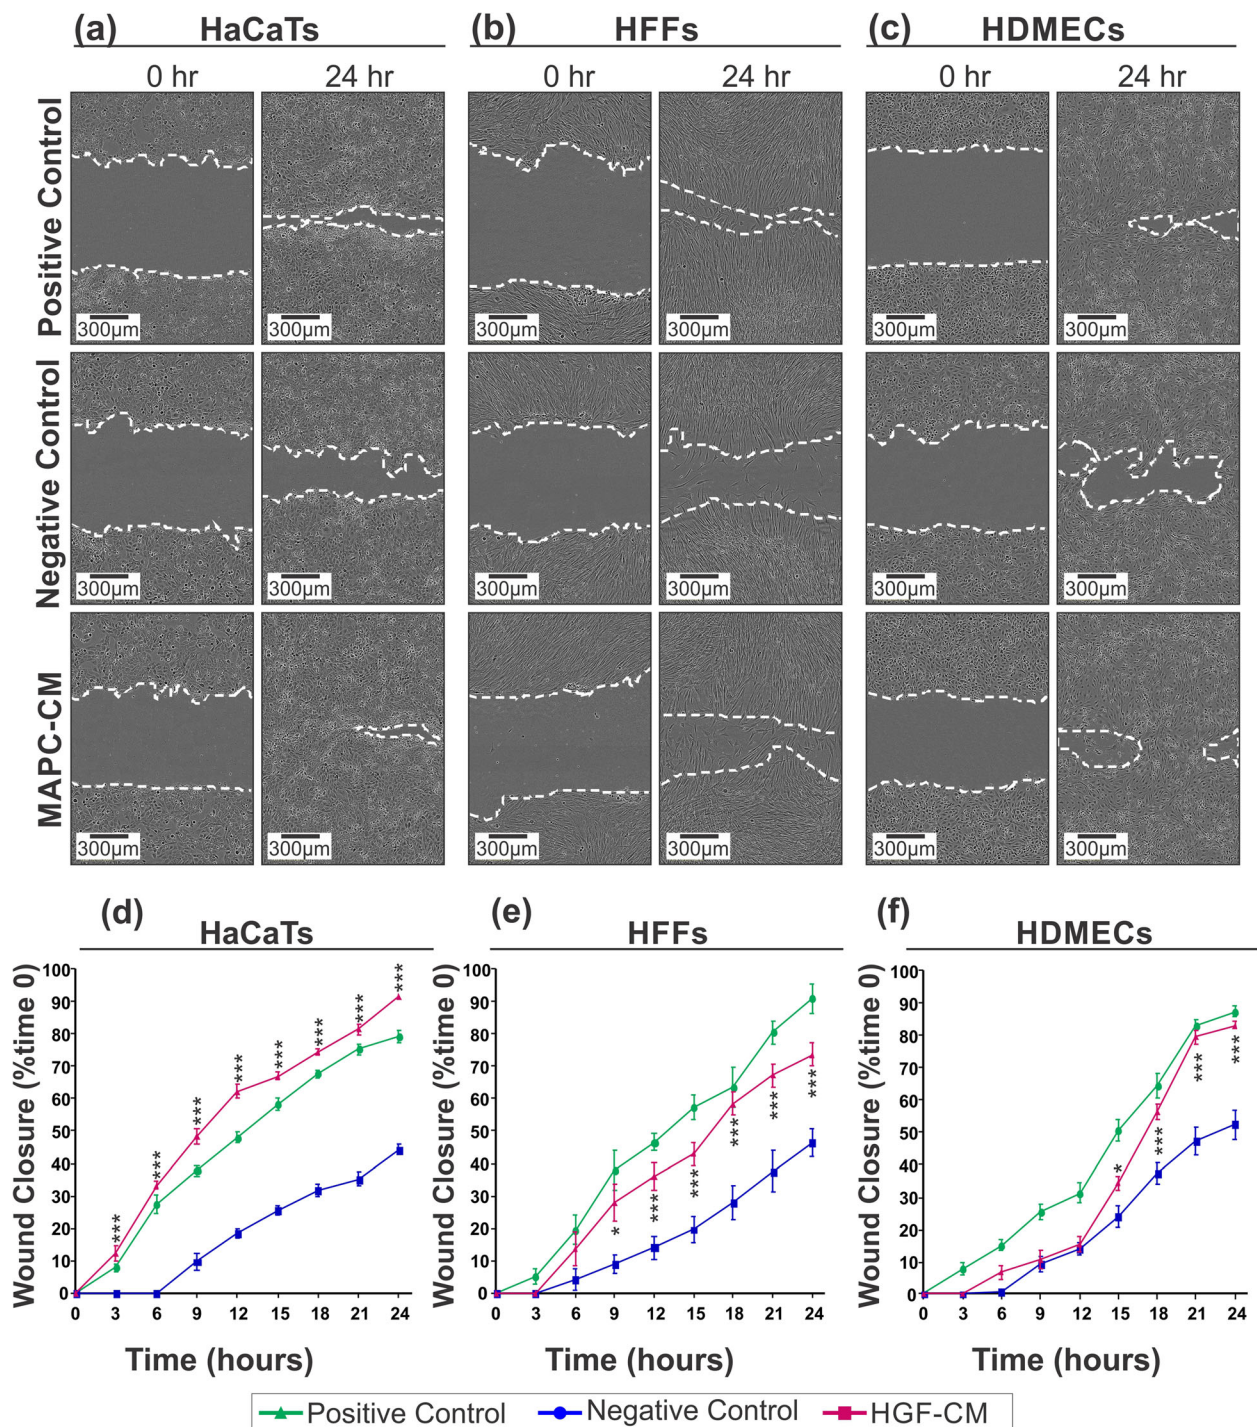 (a) (b) (c)
HaCaTs HFFs HDMECs
0 hr 24 hr 0 hr 24 hr 0 hr 24 hr
Positive Control
300µm 300µm 300µm 300µm 300µm 300µm
Negative Control
300µm 300µm 300µm 300µm 300µm 300µm
MAPC-CM
300µm 300µm 300µm 300µm 300µm 300µm
(d) (e) (f)
HaCaTs HFFs HDMECs
Wound Closure (%time 0)
100
90
80
70
60
50
40
30
20
10
0
*** *** *** *** *** *** *** ***
0 3 6 9 12 15 18 21 24
Time (hours)
Wound Closure (%time 0)
100
90
80
70
60
50
40
30
20
10
0
* *** *** *** *** ***
0 3 6 9 12 15 18 21 24
Time (hours)
Wound Closure (%time 0)
100
90
80
70
60
50
40
30
20
10
0
* *** *** ***
0 3 6 9 12 15 18 21 24
Time (hours)
Positive Control Negative Control HGF-CM